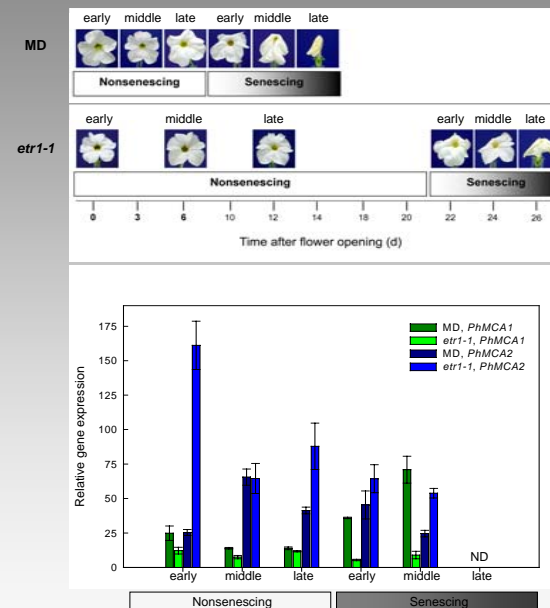 early middle late early middle late
MD
Nonsenescing Senescing
early middle late early middle late
etr1-1
Nonsenescing Senescing
0 3 6 10 12 14 18 20 22 24 26
Time after flower opening (d)
175
150
125
100
75
50
25
0
Relative gene expression
MD, PhMCA1
etr1-1, PhMCA1
MD, PhMCA2
etr1-1, PhMCA2
ND
early middle late early middle late
Nonsenescing Senescing